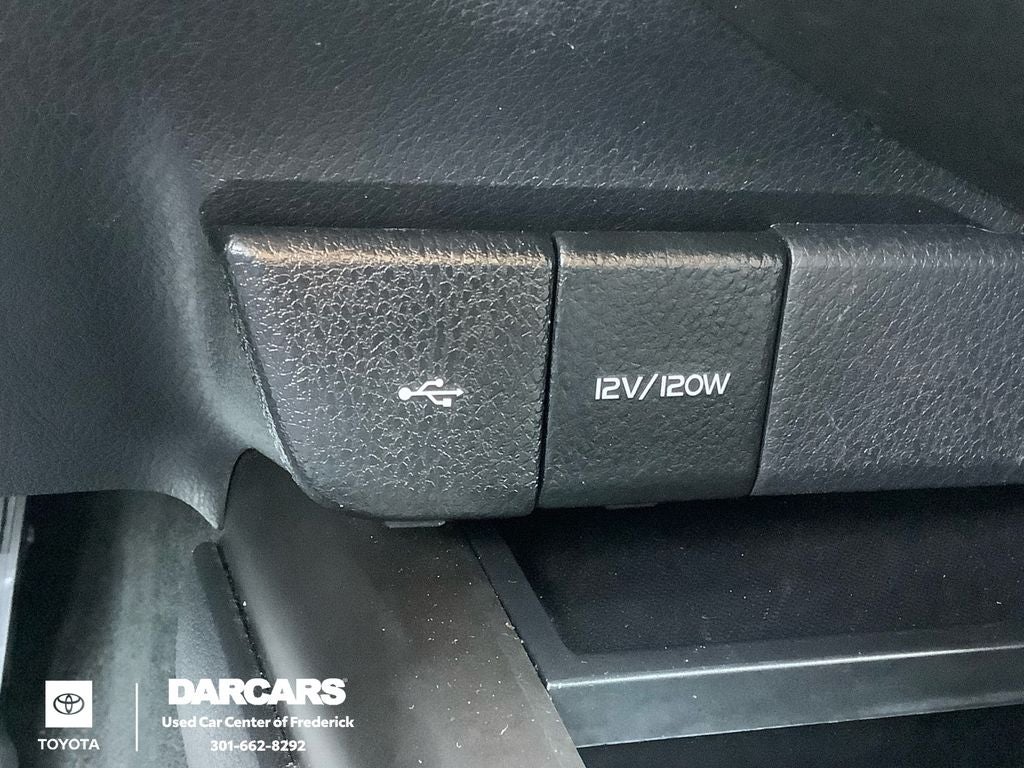 12V/120W
DARCARS
Used Car Center of Frederick
TOYOTA
301-662-8292